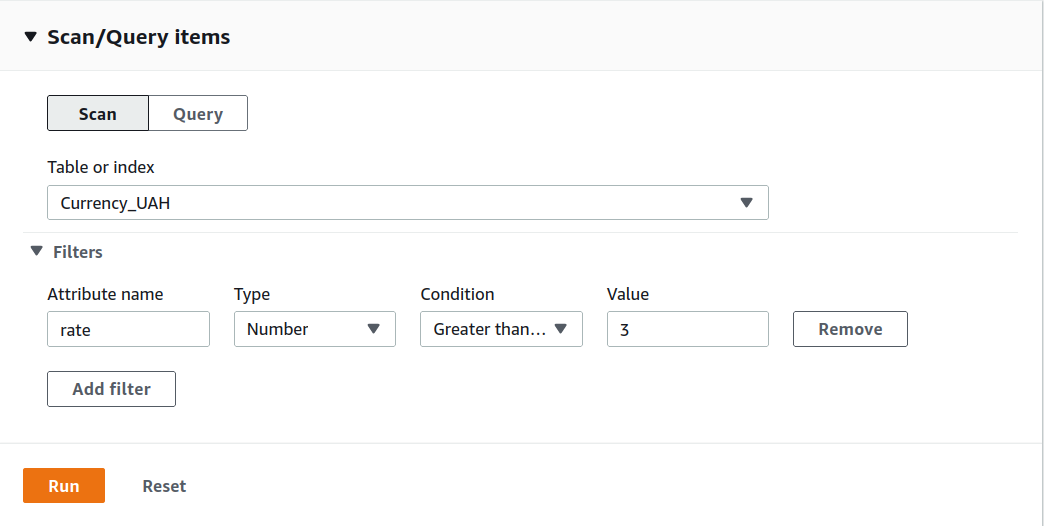 Scan/Query items
Scan Query
Table or index
Currency_UAH
Filters
Attribute name Type Condition Value
rate Number Greater than... 3 Remove
Add filter
Run Reset